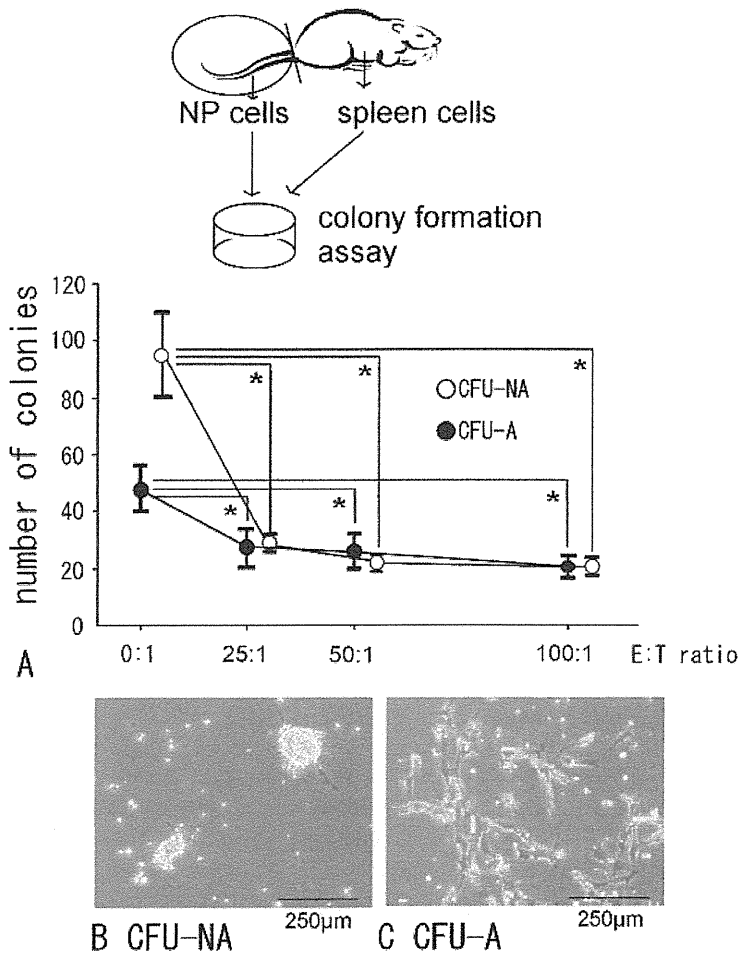 NP cells spleen cells
colony formation
assay
number of colonies
120
100
80
60
40
20
0
* * *
○CFU-NA
●CFU-A
* * *
0:1 25:1 50:1 100:1 E:T ratio
A
250μm 250μm
B CFU-NA C CFU-A